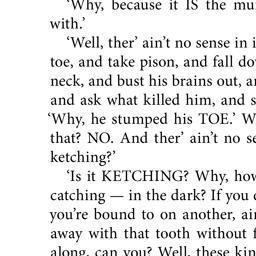 ‘Why, because it IS the mu
with.’
‘Well, ther’ ain’t no sense in i
toe, and take pison, and fall do
neck, and bust his brains out, a
and ask what killed him, and s
‘Why, he stumped his TOE.’ W
that? NO. And ther’ ain’t no se
ketching?’
‘Is it KETCHING? Why, how
catching — in the dark? If you
you’re bound to on another, ai
away with that tooth without f
along, can you? Well, these kin